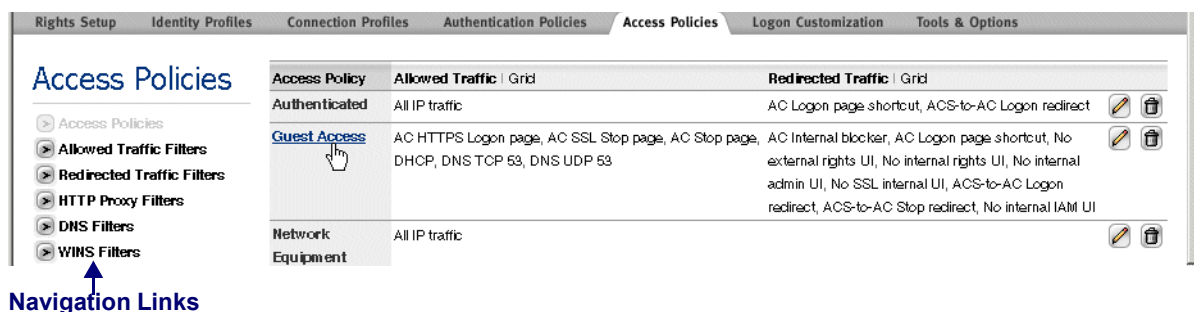 Rights Setup Identity Profiles Connection Profiles Authentication Policies Access Policies Logon Customization Tools & Options
Access Policies
Access Policies
Allowed Traffic Filters
Redirected Traffic Filters
HTTP Proxy Filters
DNS Filters
WINS Filters
Navigation Links
Access Policy Allowed Traffic | Grid Redirected Traffic | Grid
Authenticated All IP traffic AC Logon page shortcut, ACS-to-AC Logon redirect
Guest Access AC HTTPS Logon page, AC SSL Stop page, AC Stop page, AC Internal blocker, AC Logon page shortcut, No
DHCP, DNS TCP 53, DNS UDP 53 external rights UI, No internal rights UI, No internal
admin UI, No SSL internal UI, ACS-to-AC Logon
redirect, ACS-to-AC Stop redirect, No internal IAM UI
Network All IP traffic
Equipment